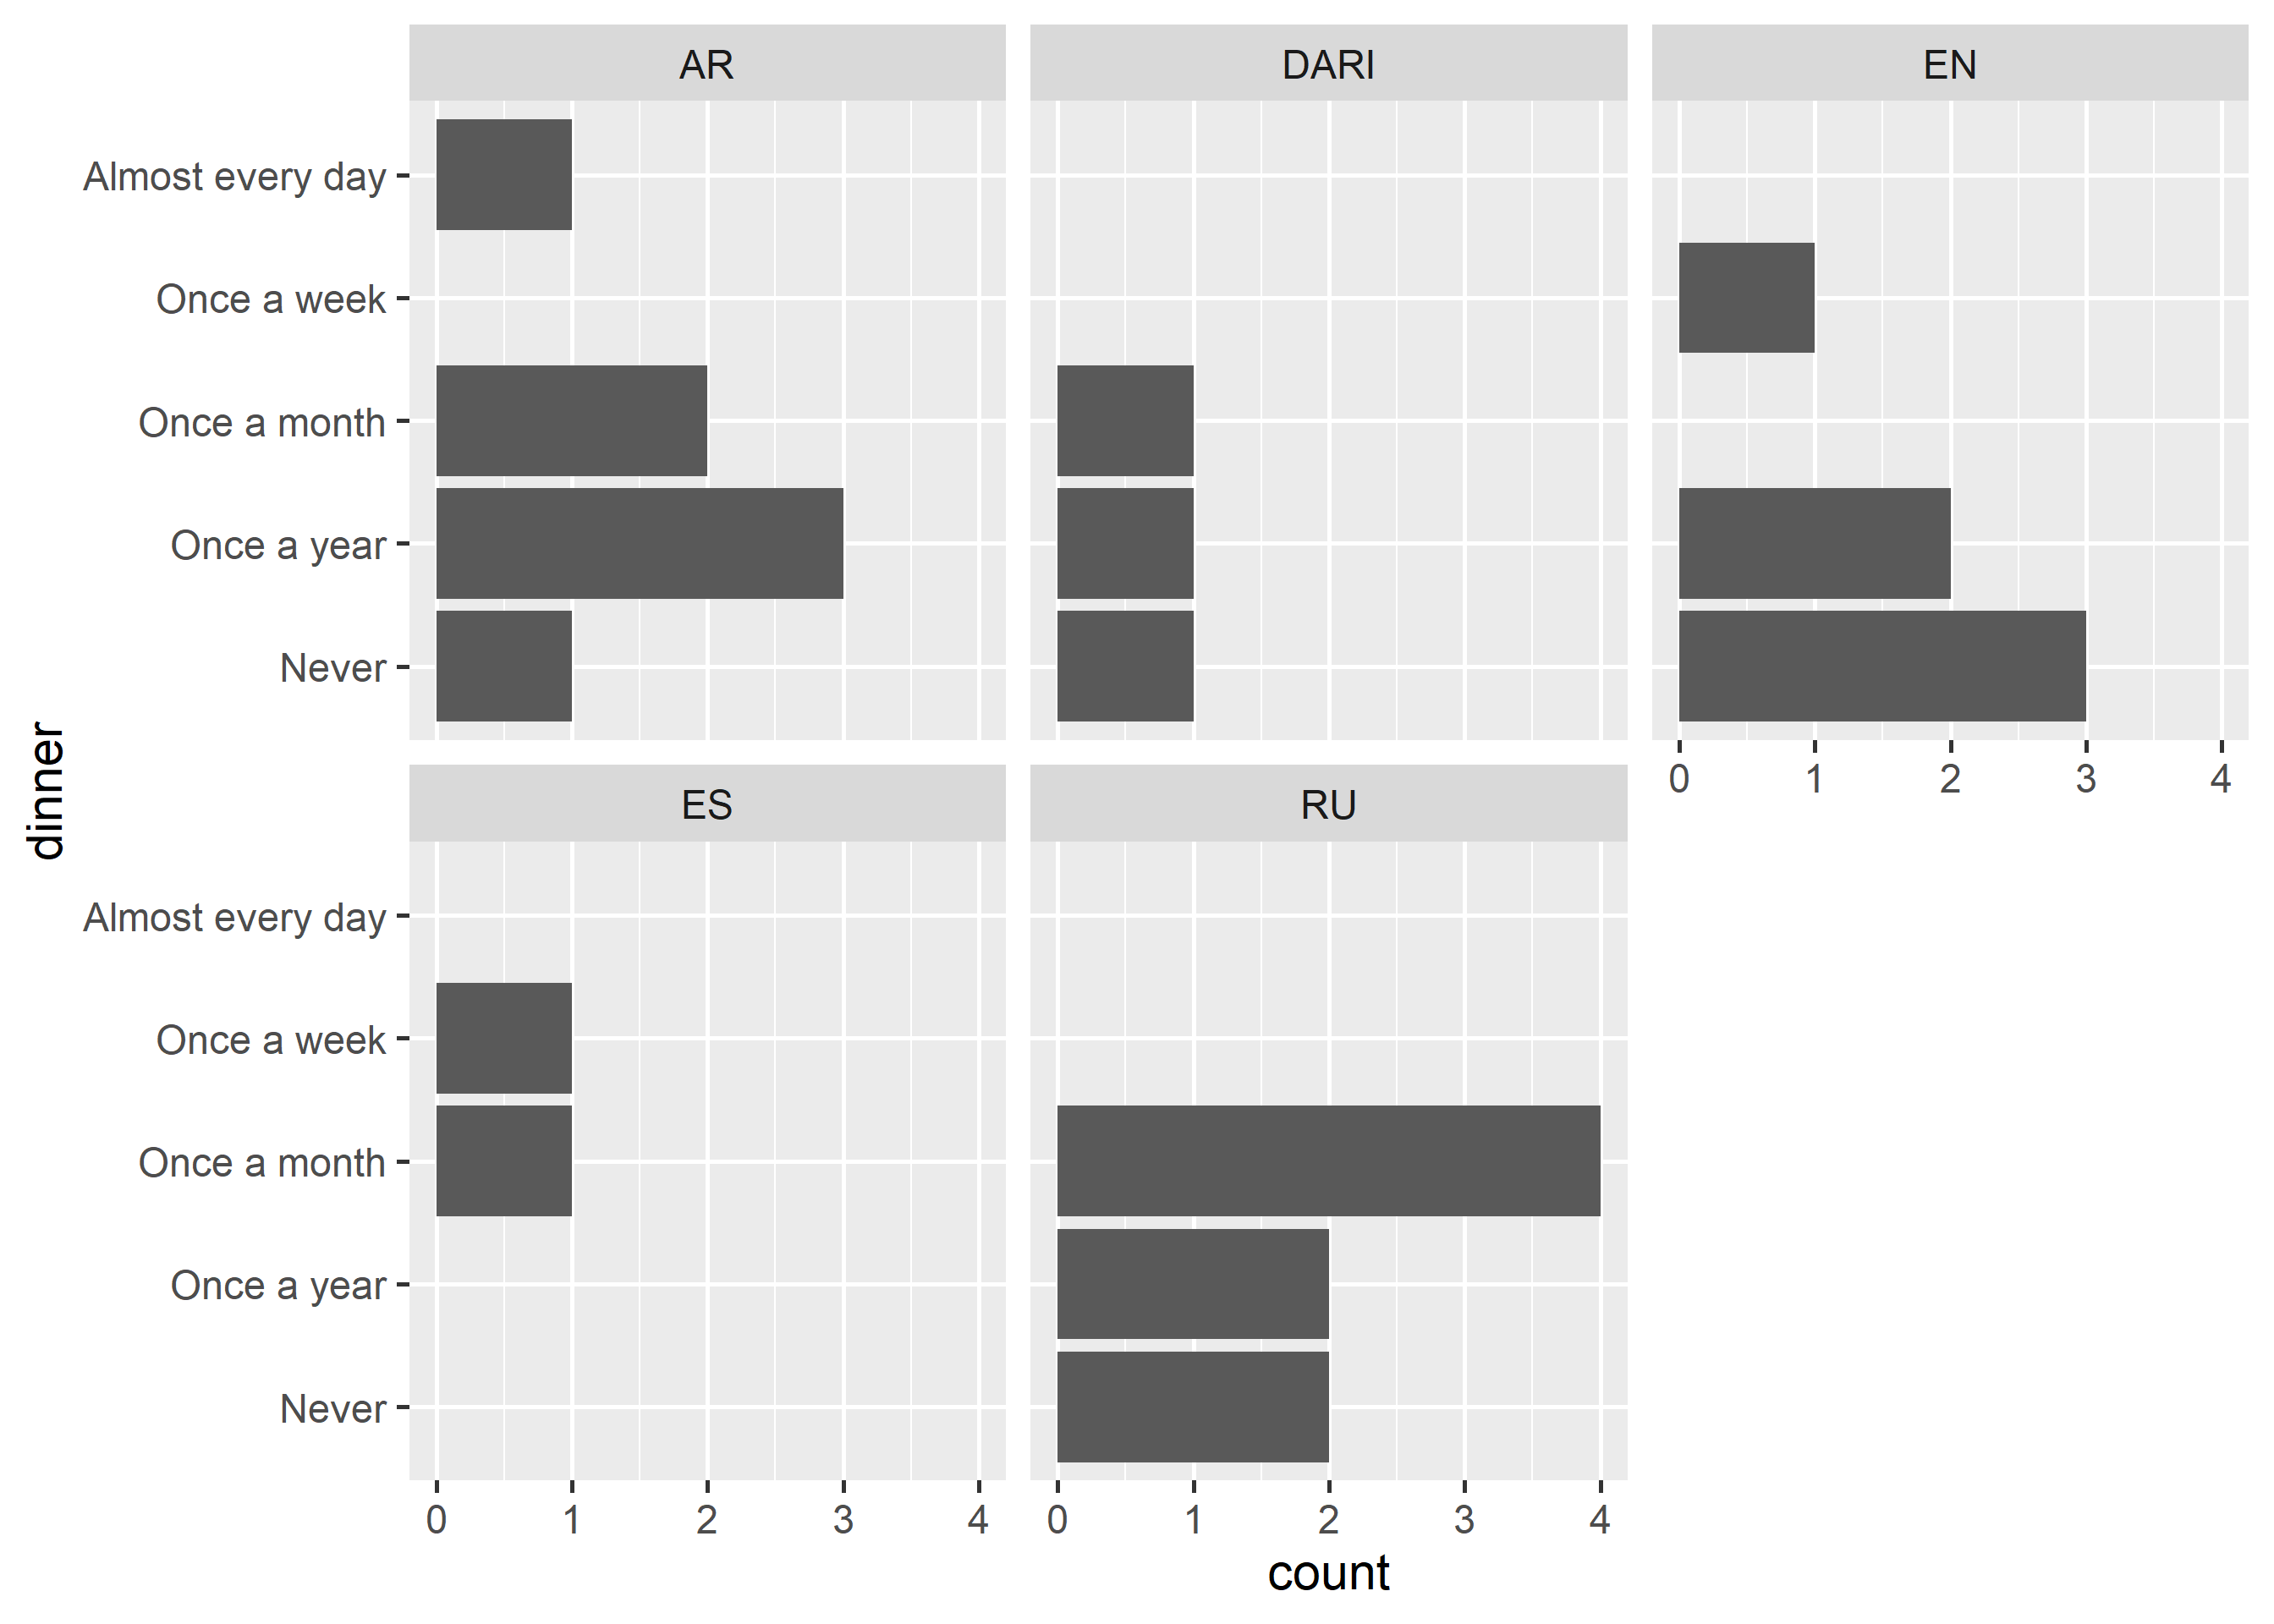 AR
DARI
EN
Almost every day
Once a week
Once a month
Once a year
Never
0 1 2 3 4
dinner
ES
RU
Almost every day
Once a week
Once a month
Once a year
Never
0 1 2 3 4
0 1 2 3 4
count